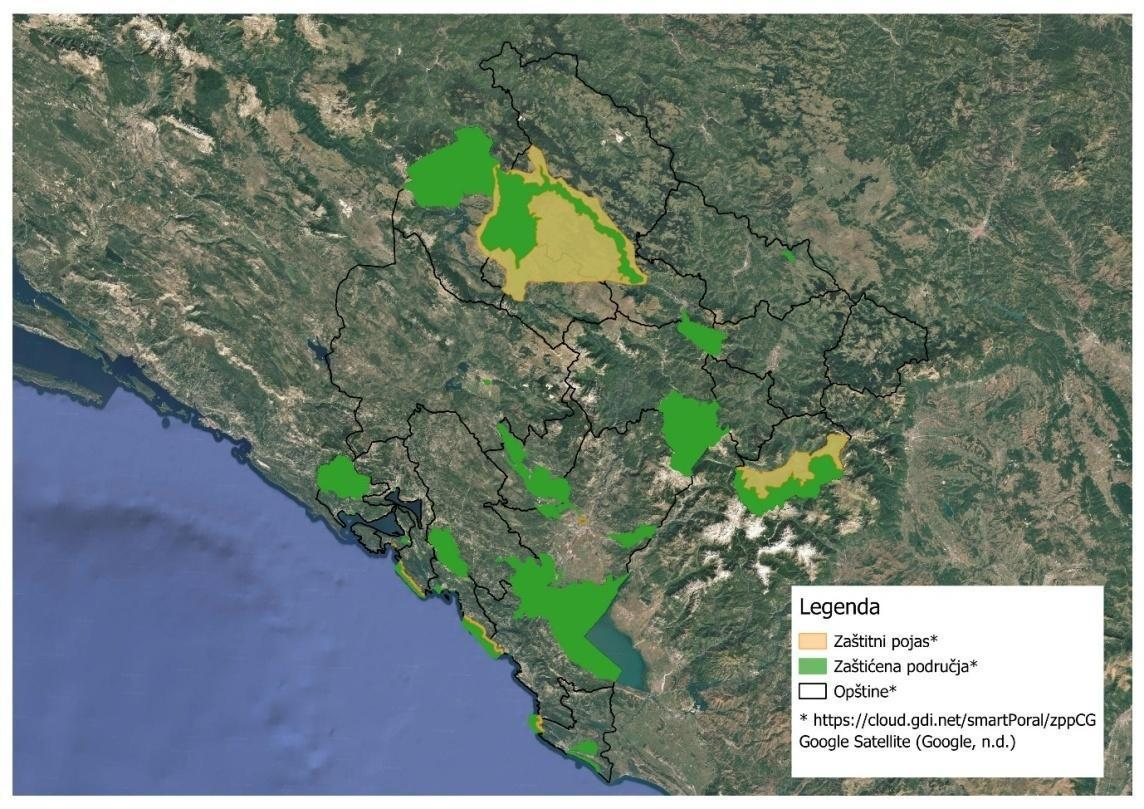 Legenda
Zaštitni pojas*
Zaštićena područja*
Opštine*
* https://cloud.gdi.net/smartPoral/zppCG
Google Satellite (Google, n.d.)